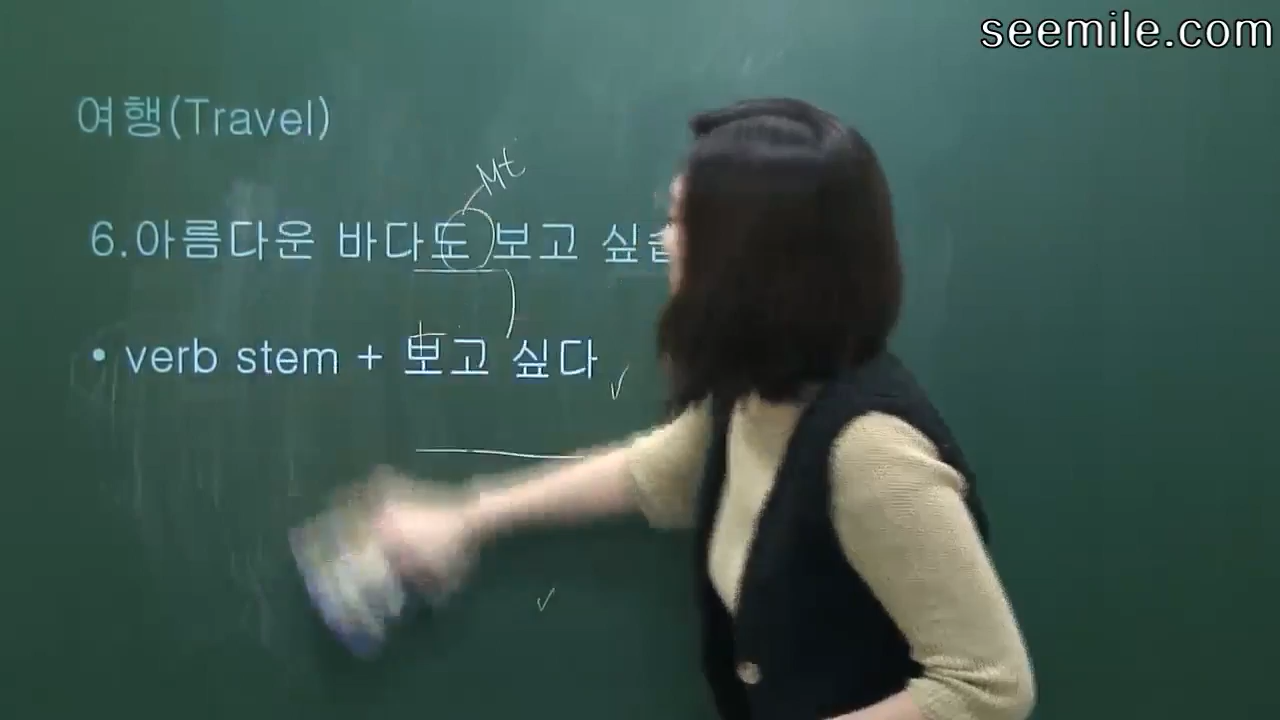 seemile.com
여행(Travel)
Mt
6.아름다운 바다도 보고 싶습
• verb stem + 보고 싶다